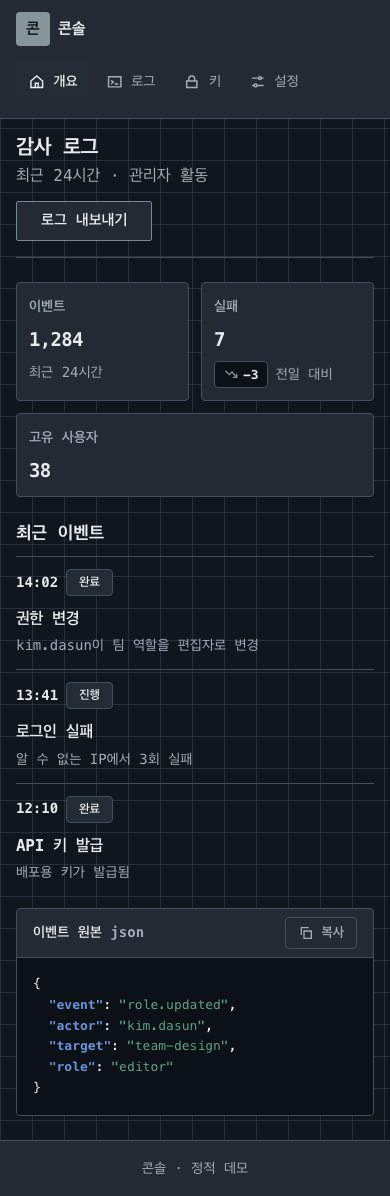 콘 콘솔
개요 로그 키 설정
감사 로그
최근 24시간 · 관리자 활동
로그 내보내기
이벤트
1,284
최근 24시간
실패
7
−3 전일 대비
고유 사용자
38
최근 이벤트
14:02 완료
권한 변경
kim.dasun이 팀 역할을 편집자로 변경
13:41 진행
로그인 실패
알 수 없는 IP에서 3회 실패
12:10 완료
API 키 발급
배포용 키가 발급됨
이벤트 원본 json 복사
{
"event": "role.updated",
"actor": "kim.dasun",
"target": "team-design",
"role": "editor"
}
콘솔 · 정적 데모